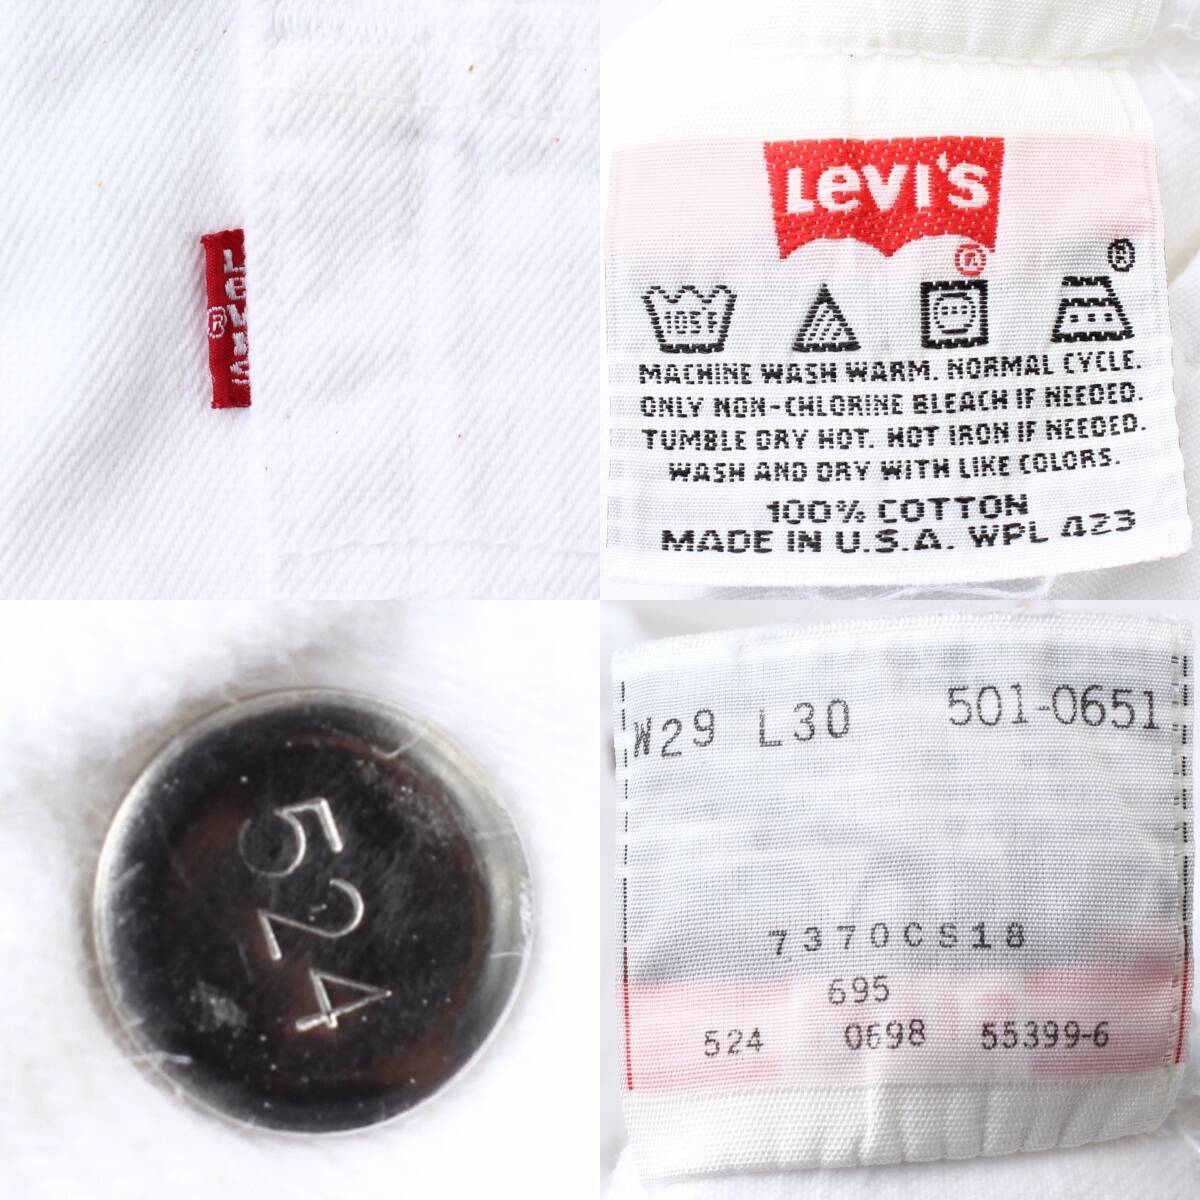 Levi's
®
Levi's
®
®
105°F
MACHINE WASH WARM. NORMAL CYCLE.
ONLY NON-CHLORINE BLEACH IF NEEDED.
TUMBLE DRY HOT. HOT IRON IF NEEDED.
WASH AND DRY WITH LIKE COLORS.
100% COTTON
MADE IN U.S.A. WPL 423
524
W29 L30 501-0651
7370CS18
695
524 0698 55399-6